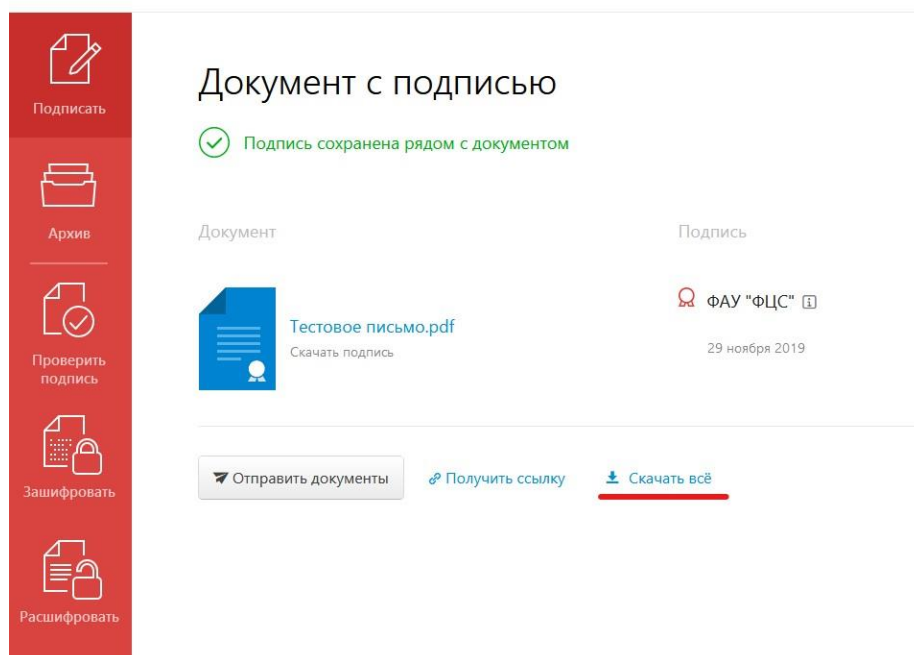 Подписать
Архив
Проверить
подпись
Зашифровать
Расшифровать
Документ с подписью
Подпись сохранена рядом с документом
Документ
Подпись
Тестовое письмо.pdf
Скачать подпись
ФАУ "ФЦС"
29 ноября 2019
Отправить документы
Получить ссылку
Скачать всё